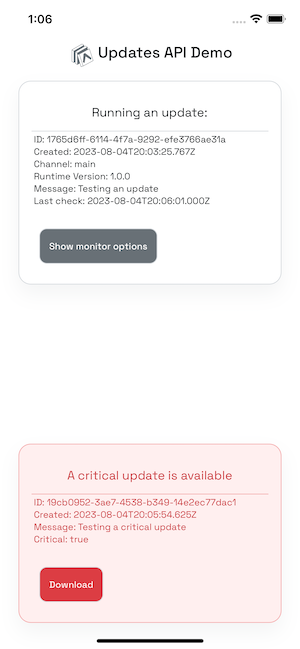 1:06
Updates API Demo
Running an update:
ID: 1765d6ff-6114-4f7a-9292-efe3766ae31a
Created: 2023-08-04T20:03:25.767Z
Channel: main
Runtime Version: 1.0.0
Message: Testing an update
Last check: 2023-08-04T20:06:01.000Z
Show monitor options
A critical update is available
ID: 19cb0952-3ae7-4538-b349-14e2ec77dac1
Created: 2023-08-04T20:05:54.625Z
Message: Testing a critical update
Critical: true
Download